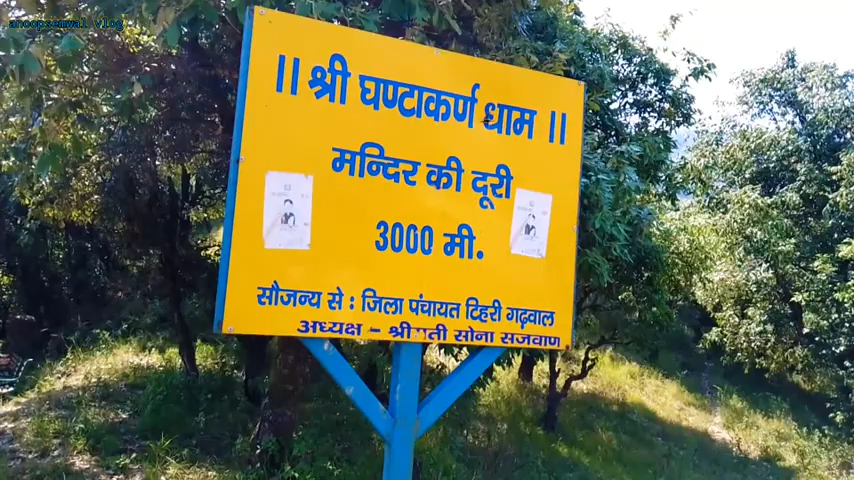 anoopsemwal vlog
॥ श्री घण्टाकर्ण धाम ॥
मन्दिर की दूरी
3000 मी.
सौजन्य से : जिला पंचायत टिहरी गढ़वाल
अध्यक्ष - श्रीमती सोना सजवाण